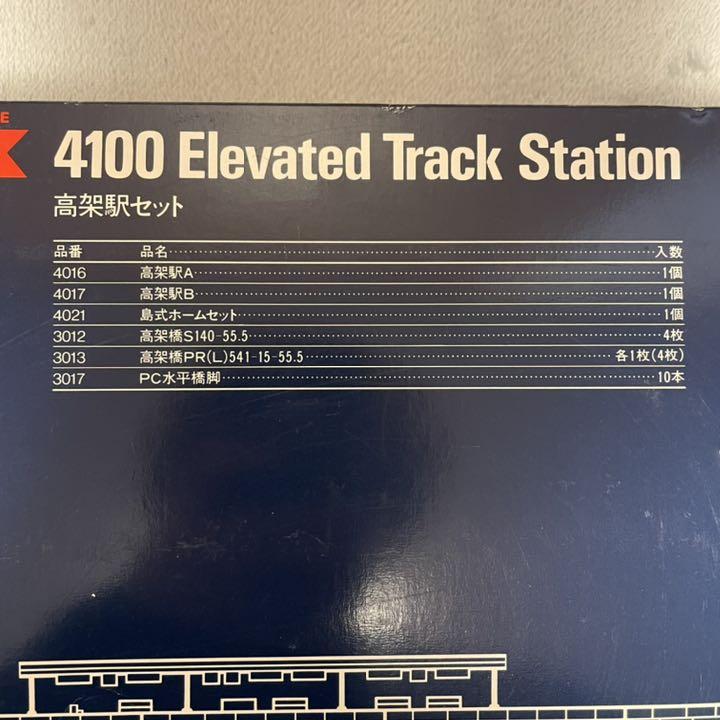 E
4100 Elevated Track Station
高架駅セット
品番 品名 入数
4016 高架駅A 1個
4017 高架駅B 1個
4021 島式ホームセット 1個
3012 高架橋S140-55.5 4枚
3013 高架橋PR(L)541-15-55.5 各1枚(4枚)
3017 PC水平橋脚 10本